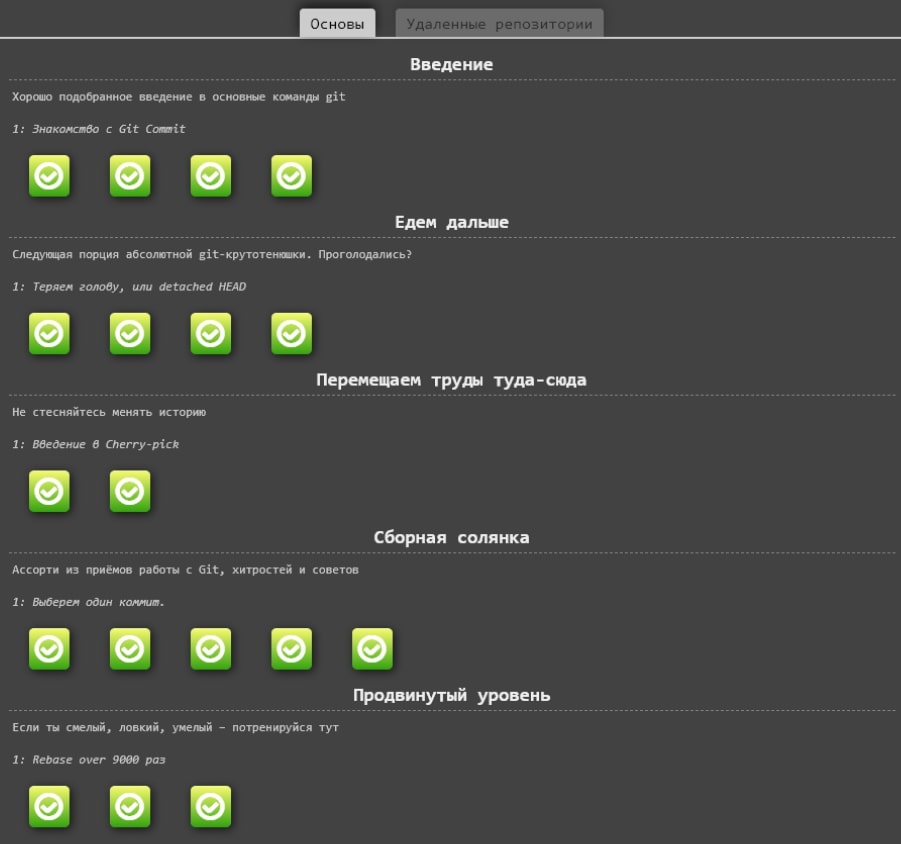 Основы
Удаленные репозитории
Введение
Хорошо подобранное введение в основные команды git
1: Знакомство с Git Commit
Едем дальше
Следующая порция абсолютной git-крутотенюшки. Проголодались?
1: Теряем голову, или detached HEAD
Перемещаем труды туда-сюда
Не стесняйтесь менять историю
1: Введение в Cherry-pick
Сборная солянка
Ассорти из приёмов работы с Git, хитростей и советов
1: Выберем один коммит.
Продвинутый уровень
Если ты смелый, ловкий, умелый – потренируйся тут
1: Rebase over 9000 раз